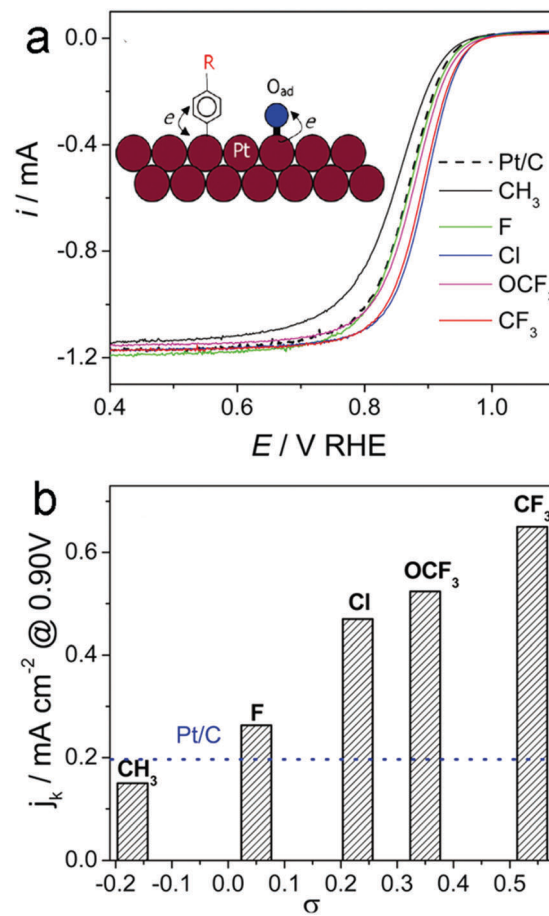 a
0.0
-0.4
-0.8
-1.2
i / mA
R
e
Pt
O_ad
e
Pt/C
CH₃
F
Cl
OCF₃
CF₃
0.4 0.6 0.8 1.0
E / V RHE
b
0.6
0.4
0.2
0.0
j_k / mA cm⁻² @ 0.90V
Pt/C
CH₃
F
Cl
OCF₃
CF₃
-0.2 -0.1 0.0 0.1 0.2 0.3 0.4 0.5
σ